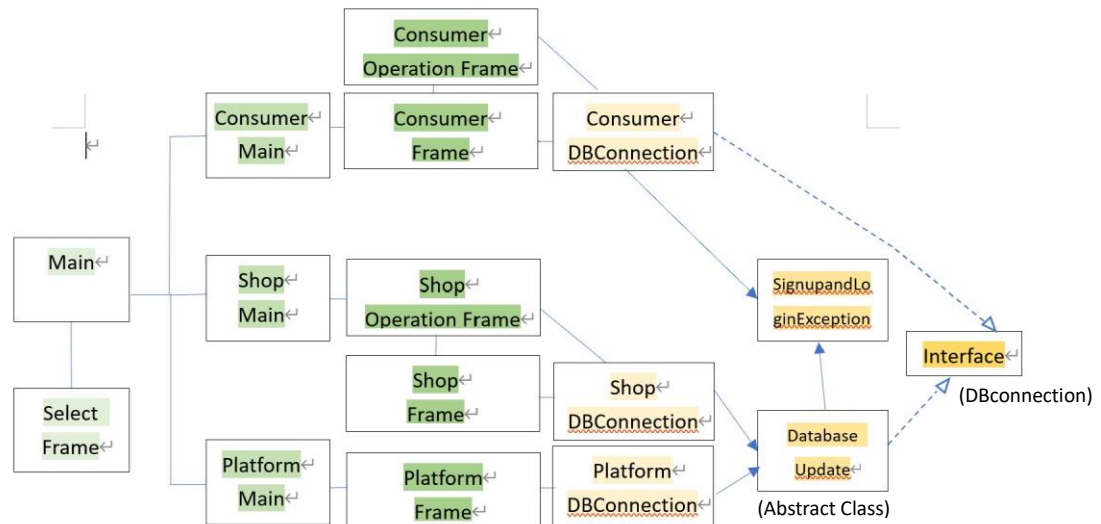 Consumer
Operation Frame
Consumer
Main
Consumer
Frame
Consumer
DBConnection
Main
Shop
Main
Shop
Operation Frame
SignupandLo
ginException
Interface
(DBconnection)
Select
Frame
Shop
Frame
Shop
DBConnection
Database
Update
(Abstract Class)
Platform
Main
Platform
Frame
Platform
DBConnection